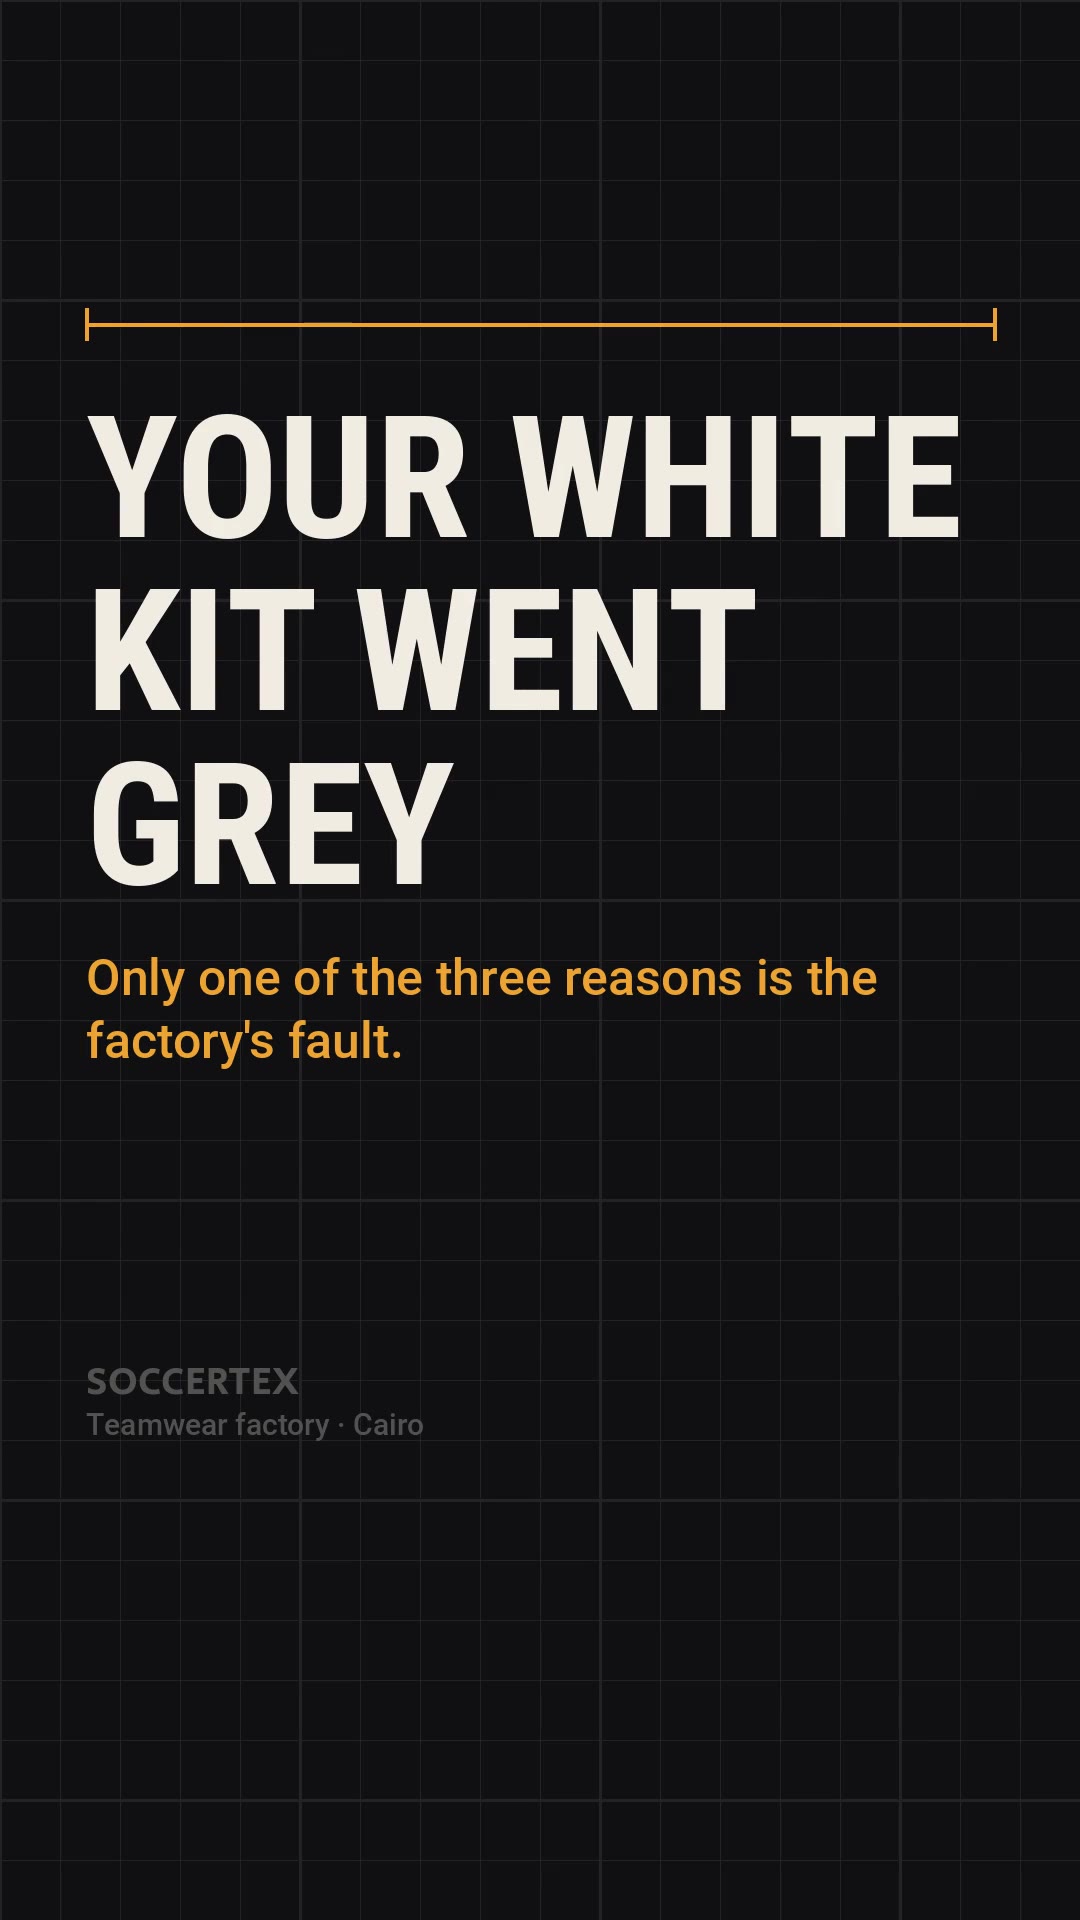 YOUR WHITE
KIT WENT
GREY
Only one of the three reasons is the
factory's fault.
SOCCERTEX
Teamwear factory · Cairo